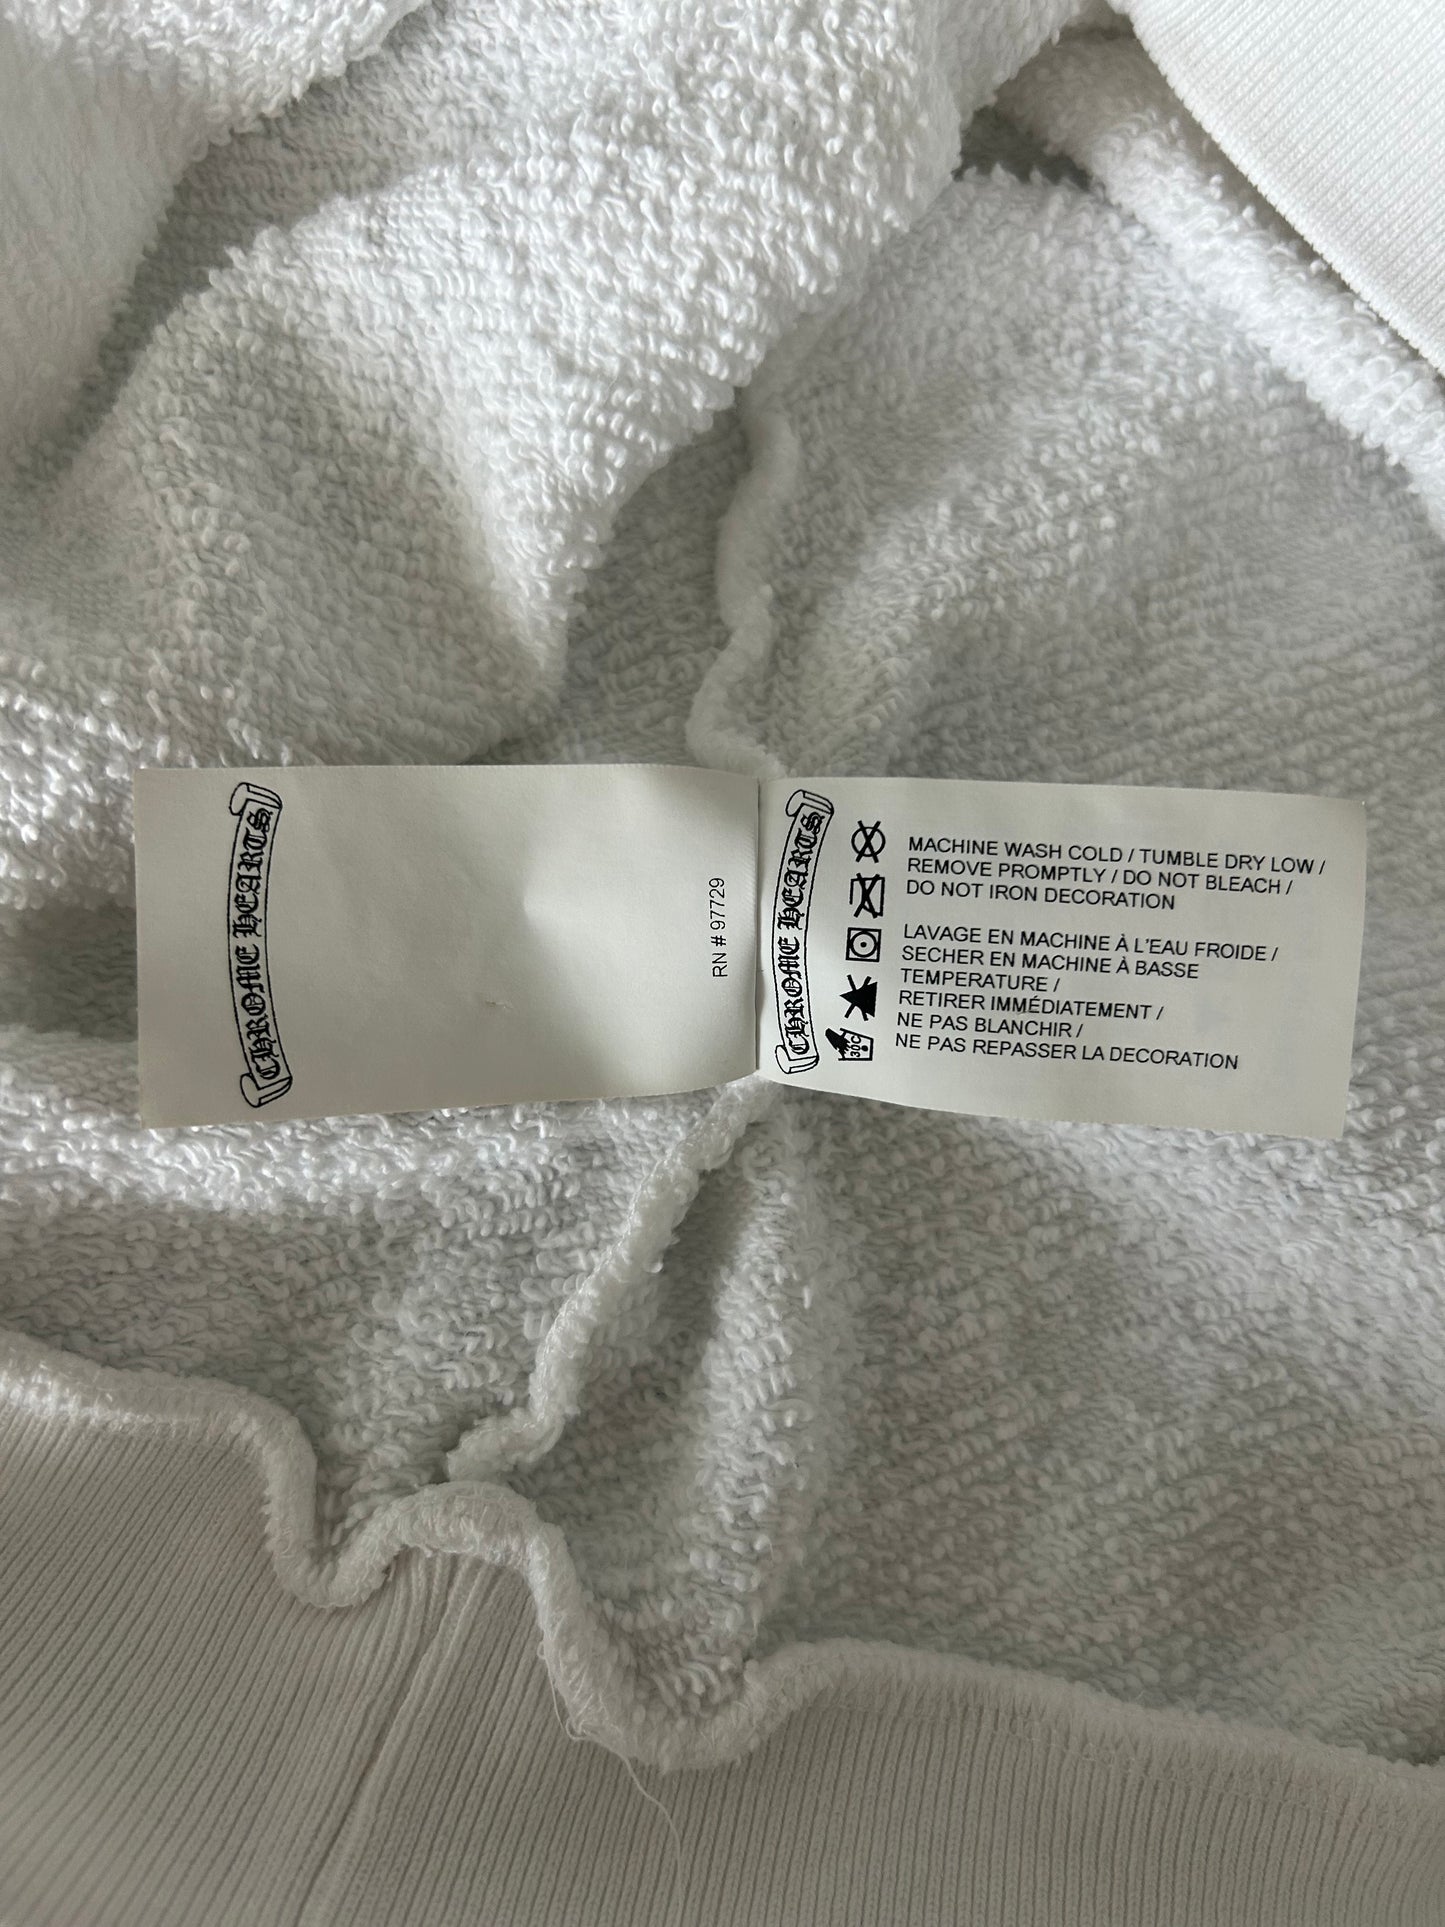 CHROME HEARTS
RN # 97729
CHROME HEARTS
MACHINE WASH COLD / TUMBLE DRY LOW /
REMOVE PROMPTLY / DO NOT BLEACH /
DO NOT IRON DECORATION
LAVAGE EN MACHINE À L'EAU FROIDE /
SECHER EN MACHINE À BASSE
TEMPERATURE /
RETIRER IMMÉDIATEMENT /
NE PAS BLANCHIR /
NE PAS REPASSER LA DECORATION
30C